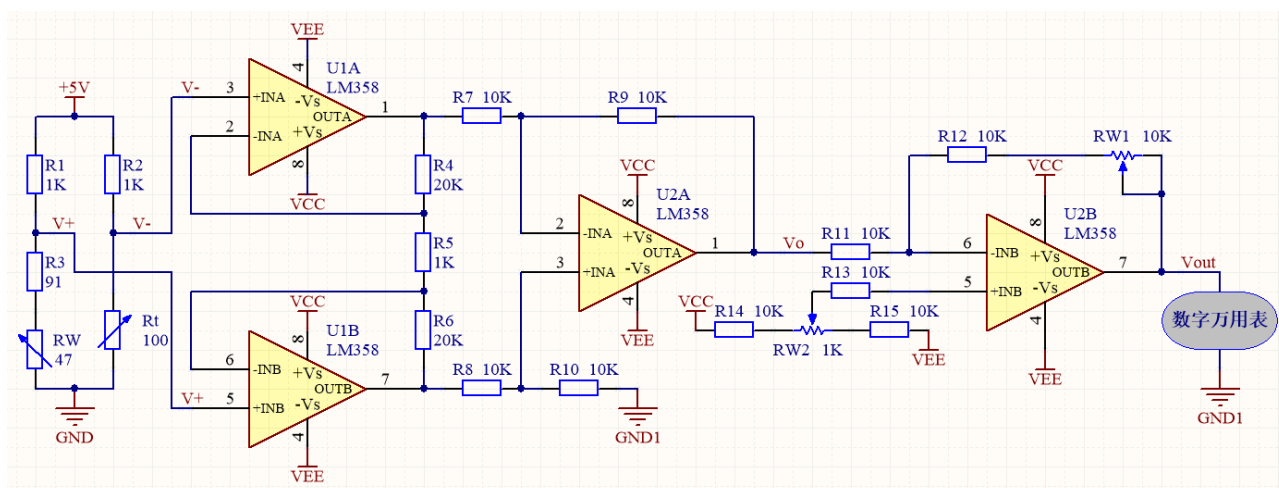 +5V
R1
1K
R2
1K
V+
V-
R3
91
RW
47
Rt
100
GND
V-
V+
VEE
4
U1A
LM358
3
+INA
-Vs
OUTA
1
2
-INA
+Vs
8
VCC
R4
20K
R5
1K
R6
20K
VCC
8
U1B
LM358
6
-INB
+Vs
OUTB
7
5
+INB
-Vs
4
VEE
R7 10K
R9 10K
R8 10K
R10 10K
GND1
VCC
8
U2A
LM358
2
-INA
+Vs
OUTA
1
3
+INA
-Vs
4
VEE
Vo
R11 10K
R12 10K
RW1 10K
R13 10K
VCC
R14 10K
RW2 1K
R15 10K
VEE
VCC
8
U2B
LM358
6
-INB
+Vs
OUTB
7
5
+INB
-Vs
4
VEE
Vout
数字万用表
GND1